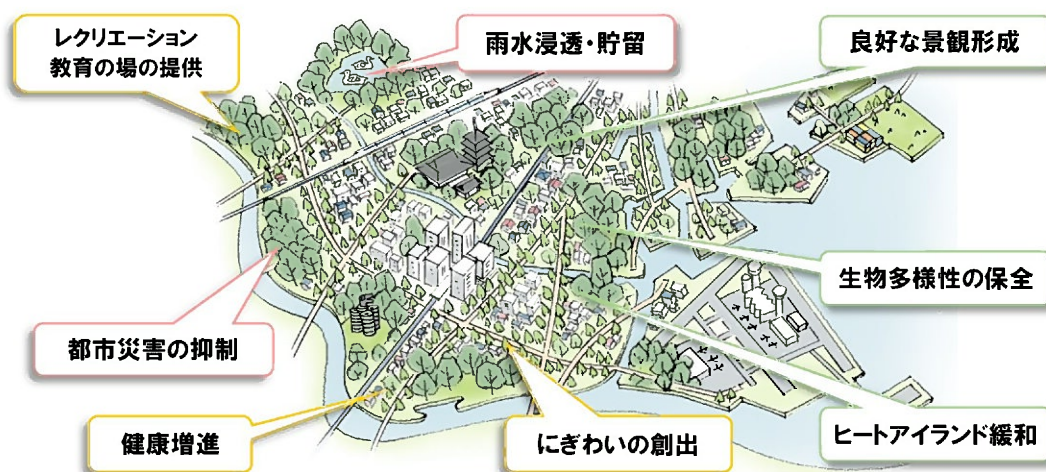 レクリエーション
教育の場の提供
雨水浸透・貯留
良好な景観形成
生物多様性の保全
都市災害の抑制
健康増進
にぎわいの創出
ヒートアイランド緩和